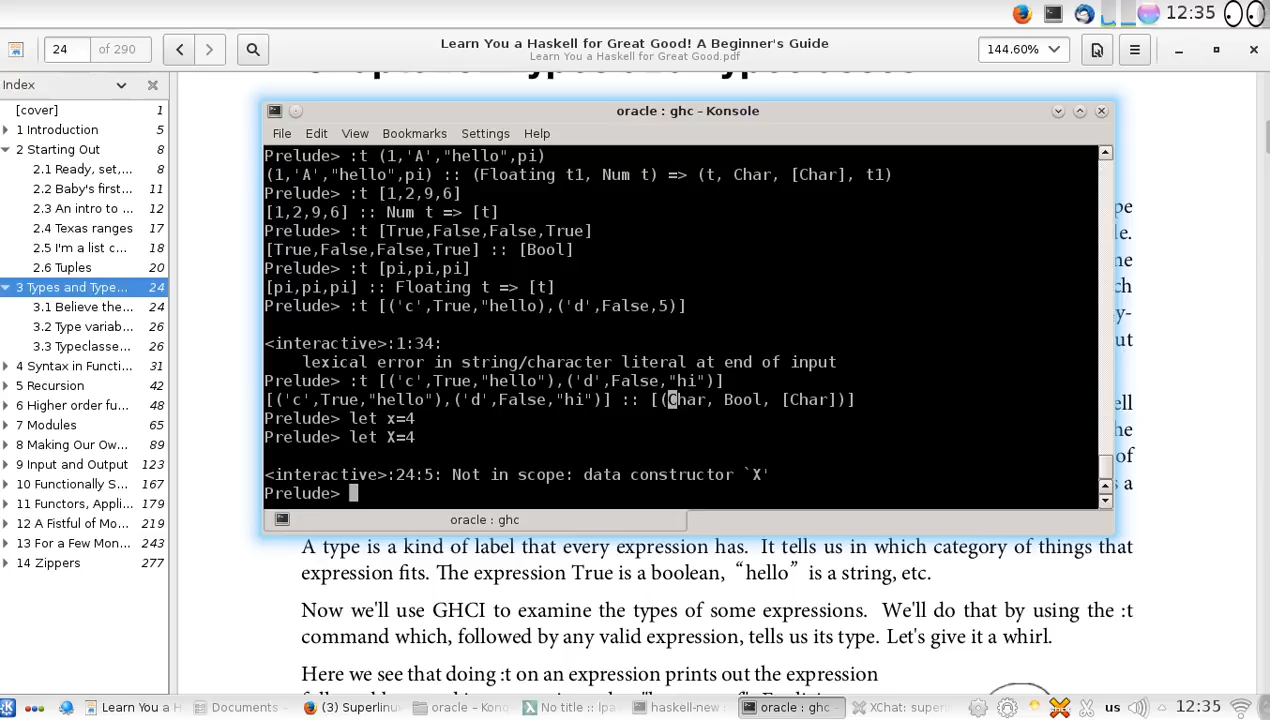 12:35
24
of 290
Learn You a Haskell for Great Good! A Beginner's Guide
Learn You a Haskell for Great Good.pdf
144.60%
Index
[cover] 1
1 Introduction 5
2 Starting Out 8
2.1 Ready, set,... 8
2.2 Baby's first... 11
2.3 An intro to ... 12
2.4 Texas ranges 17
2.5 I'm a list c... 18
2.6 Tuples 20
3 Types and Type... 24
3.1 Believe the... 24
3.2 Type variab... 26
3.3 Typeclasse... 26
4 Syntax in Functi... 35
5 Recursion 42
6 Higher order fu... 47
7 Modules 65
8 Making Our Ow... 86
9 Input and Output 123
10 Functionally S... 167
11 Functors, Appli... 183
12 A Fistful of Mo... 219
13 For a Few Mon... 243
14 Zippers 277
oracle : ghc – Konsole
File Edit View Bookmarks Settings Help
Prelude> :t (1,'A',"hello",pi)
(1,'A',"hello",pi) :: (Floating t1, Num t) => (t, Char, [Char], t1)
Prelude> :t [1,2,9,6]
[1,2,9,6] :: Num t => [t]
Prelude> :t [True,False,False,True]
[True,False,False,True] :: [Bool]
Prelude> :t [pi,pi,pi]
[pi,pi,pi] :: Floating t => [t]
Prelude> :t [('c',True,"hello),('d',False,5)]
<interactive>:1:34:
lexical error in string/character literal at end of input
Prelude> :t [('c',True,"hello"),('d',False,"hi")]
[('c',True,"hello"),('d',False,"hi")] :: [(Char, Bool, [Char])]
Prelude> let x=4
Prelude> let X=4
<interactive>:24:5: Not in scope: data constructor `X'
Prelude>
oracle : ghc
A type is a kind of label that every expression has. It tells us in which category of things that
expression fits. The expression True is a boolean, “hello” is a string, etc.
Now we'll use GHCI to examine the types of some expressions. We'll do that by using the :t
command which, followed by any valid expression, tells us its type. Let's give it a whirl.
Here we see that doing :t on an expression prints out the expression
Learn You a H
Documents
(3) Superlinu
oracle – Konq
No title :: lpa
haskell-new
oracle : ghc
XChat: super
us
12:35